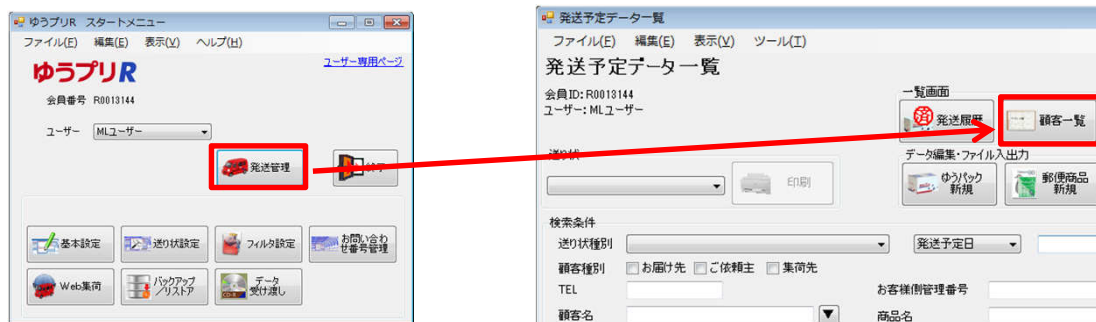 ゆうプリR スタートメニュー
ファイル(F) 編集(E) 表示(V) ヘルプ(H)
ゆうプリR
ユーザー専用ページ
会員番号 R0013144
ユーザー MLユーザー
発送管理
終了
基本設定
送り状設定
フィルタ設定
お問い合わ
せ番号管理
Web集荷
バックアップ
/リストア
データ
受け渡し
発送予定データ一覧
ファイル(F) 編集(E) 表示(V) ツール(T)
発送予定データ一覧
会員ID: R0013144
ユーザー: MLユーザー
一覧画面
済 発送履歴
顧客一覧
送り状
印刷
データ編集・ファイル入出力
ゆうパック
新規
郵便商品
新規
検索条件
送り状種別
発送予定日
顧客種別 お届け先 ご依頼主 集荷先
TEL
お客様側管理番号
顧客名
商品名